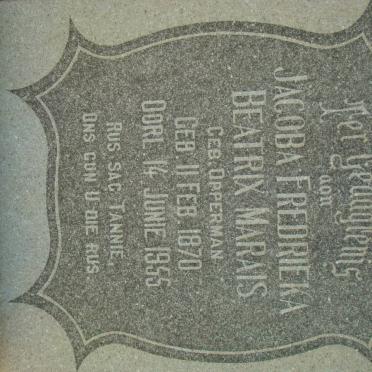 Ter Gedagtenis
aan
JACOBA FREDRIEKA
BEATRIX MARAIS
GEB. OPPERMAN
GEB. 11 FEB. 1870
OORL. 14 JUNIE 1955
RUS SAG TANNIE,
ONS GUN U DIE RUS